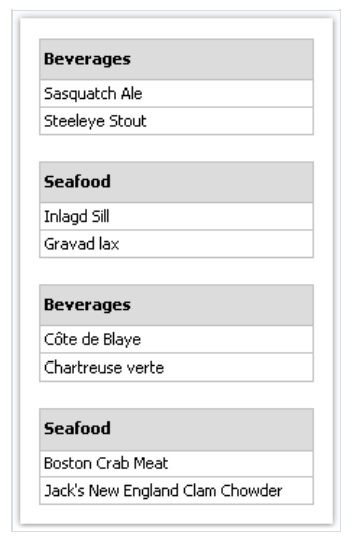 Beverages
Sasquatch Ale
Steeleye Stout
Seafood
Inlagd Sill
Gravad lax
Beverages
Côte de Blaye
Chartreuse verte
Seafood
Boston Crab Meat
Jack's New England Clam Chowder